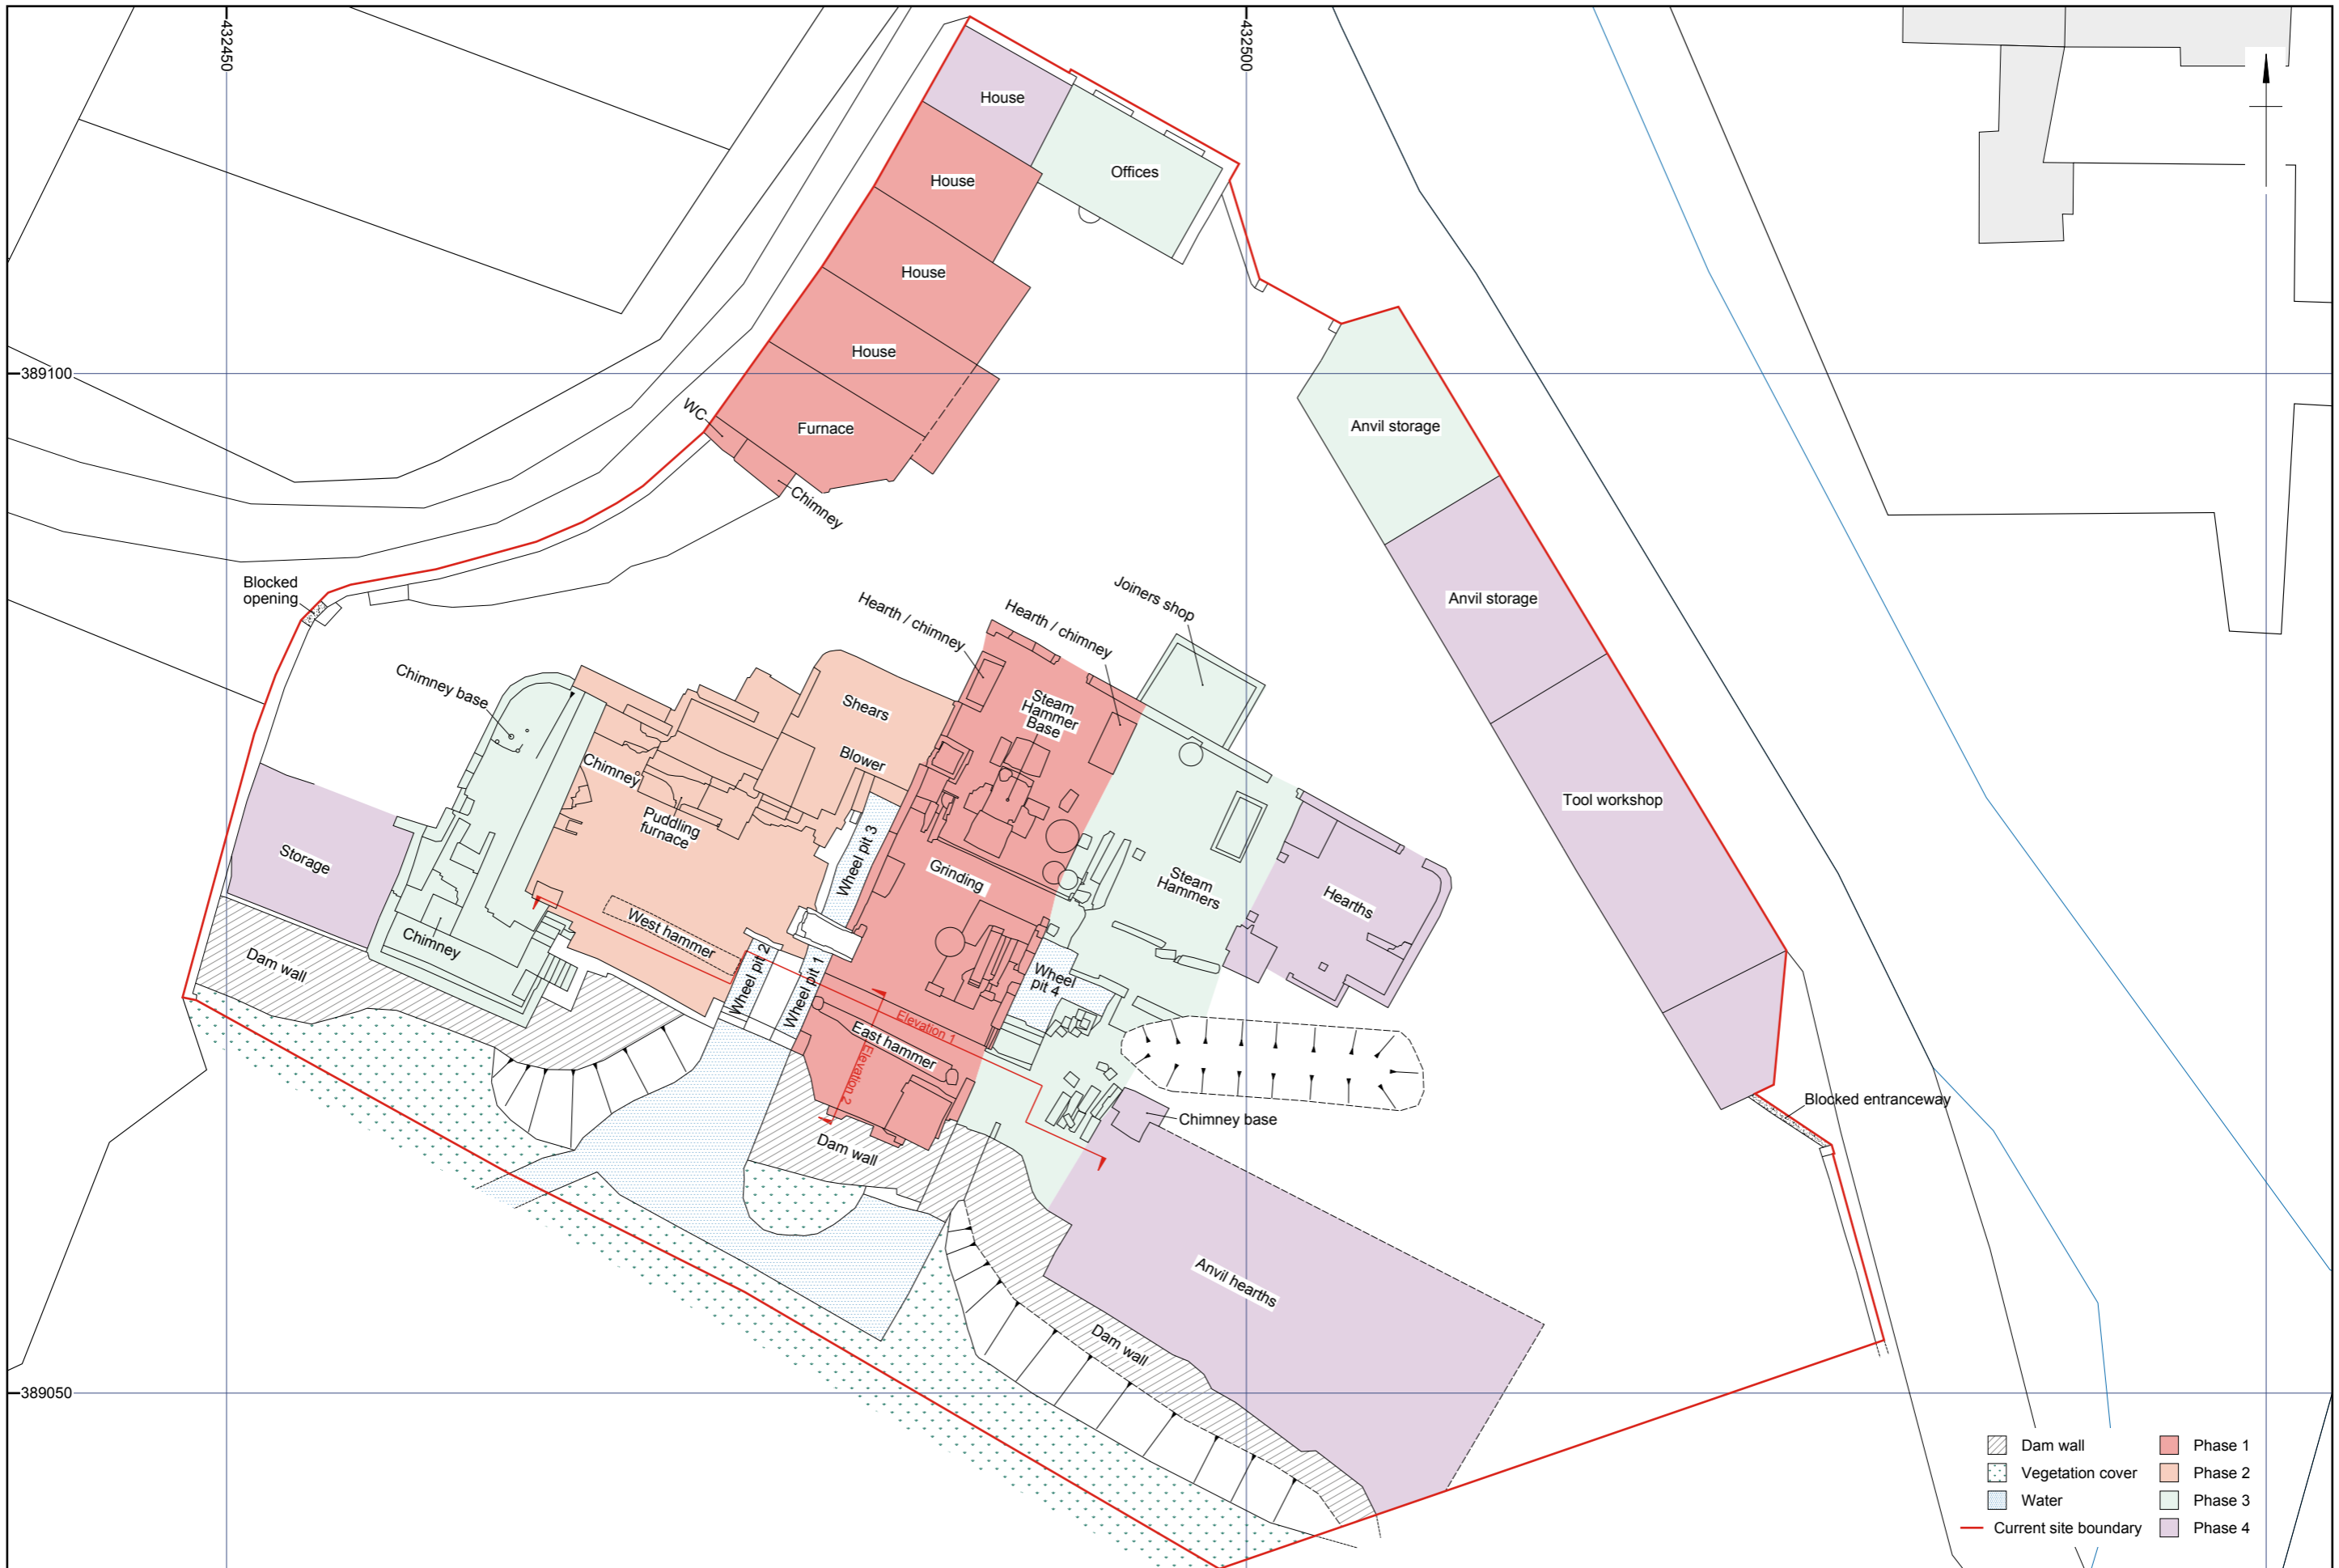 432450
432500
House
House
Offices
House
House
389100
WC
Furnace
Anvil storage
Chimney
Blocked
opening
Joiners shop
Hearth / chimney
Hearth / chimney
Anvil storage
Chimney base
Shears
Steam
Hammer
Base
Blower
Chimney
Tool workshop
Puddling
furnace
Wheel pit 3
Storage
Grinding
Steam
Hammers
Hearths
West hammer
Chimney
Dam wall
Wheel pit 2
Wheel pit 1
Wheel
pit 4
Elevation 1
East hammer
Elevation 2
Chimney base
Blocked entranceway
Dam wall
Anvil hearths
Dam wall
389050
Dam wall
Vegetation cover
Water
Current site boundary
Phase 1
Phase 2
Phase 3
Phase 4